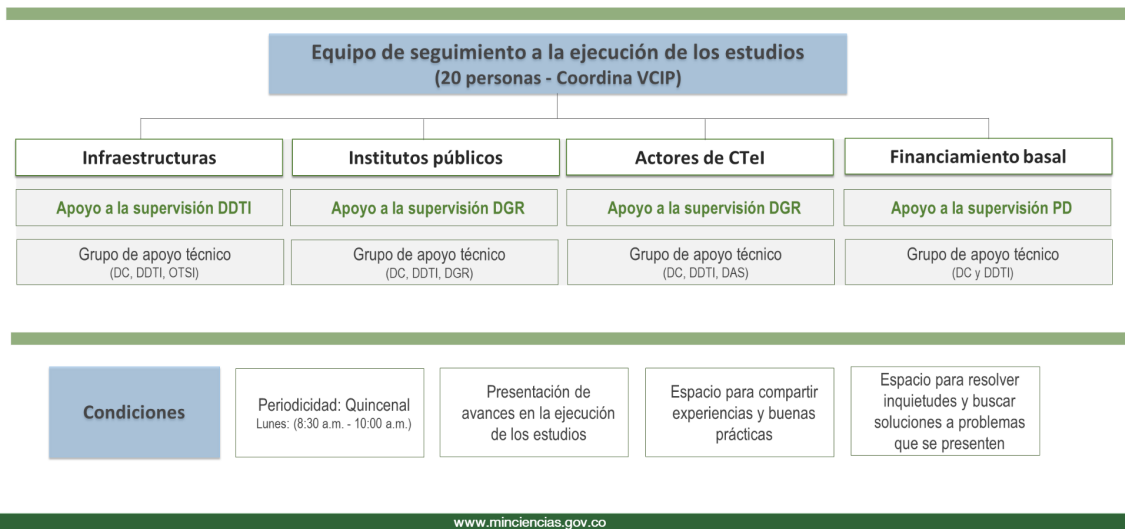 Equipo de seguimiento a la ejecución de los estudios
(20 personas - Coordina VCIP)
Infraestructuras
Institutos públicos
Actores de CTeI
Financiamiento basal
Apoyo a la supervisión DDTI
Apoyo a la supervisión DGR
Apoyo a la supervisión DGR
Apoyo a la supervisión PD
Grupo de apoyo técnico
(DC, DDTI, OTSI)
Grupo de apoyo técnico
(DC, DDTI, DGR)
Grupo de apoyo técnico
(DC, DDTI, DAS)
Grupo de apoyo técnico
(DC y DDTI)
Condiciones
Periodicidad: Quincenal
Lunes: (8:30 a.m. - 10:00 a.m.)
Presentación de
avances en la ejecución
de los estudios
Espacio para compartir
experiencias y buenas
prácticas
Espacio para resolver
inquietudes y buscar
soluciones a problemas
que se presenten
www.minciencias.gov.co